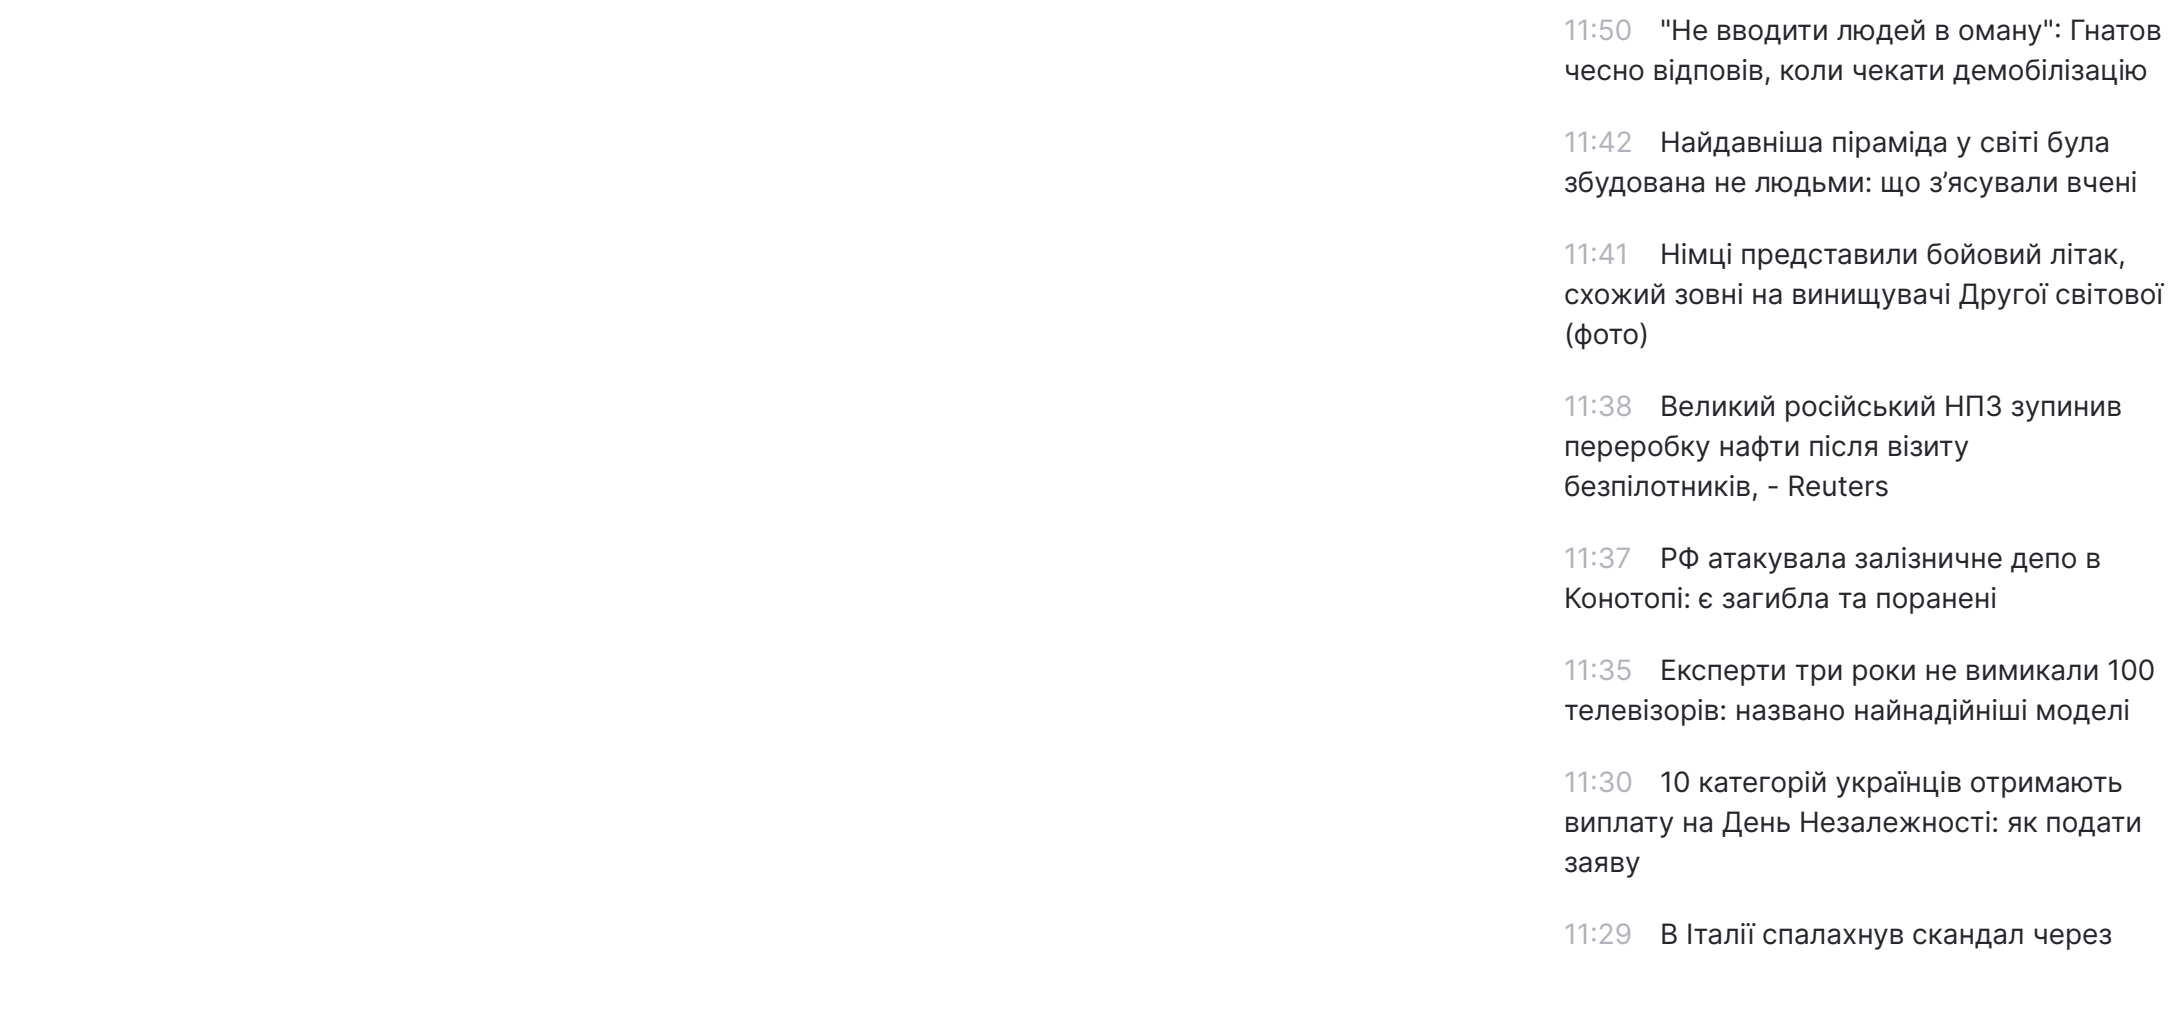 11:50 "Не вводити людей в оману": Гнатов
чесно відповів, коли чекати демобілізацію
11:42 Найдавніша піраміда у світі була
збудована не людьми: що з’ясували вчені
11:41 Німці представили бойовий літак,
схожий зовні на винищувачі Другої світової
(фото)
11:38 Великий російський НПЗ зупинив
переробку нафти після візиту
безпілотників, - Reuters
11:37 РФ атакувала залізничне депо в
Конотопі: є загибла та поранені
11:35 Експерти три роки не вимикали 100
телевізорів: названо найнадійніші моделі
11:30 10 категорій українців отримають
виплату на День Незалежності: як подати
заяву
11:29 В Італії спалахнув скандал через